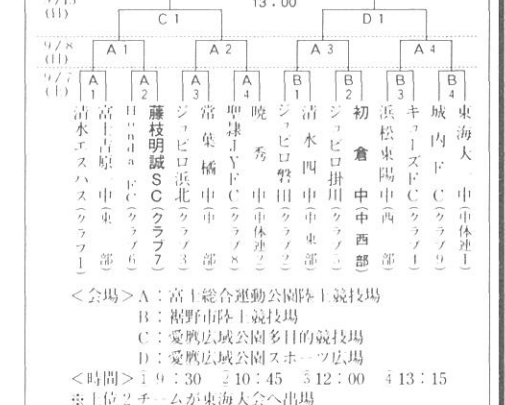 13:00
C1
D1
9/8
(日)
A1
A2
A3
A4
9/7
(土)
A1
A2
A3
A4
B1
B2
B3
B4
清水エスパルス(クラブ1)
富士吉原一中(東部)
Honda FC(クラブ6)
藤枝明誠SC(クラブ7)
ジュビロ浜北(クラブ3)
常葉橘中(中部)
聖隷JYFC(クラブ8)
暁秀中(中体連2)
ジュビロ磐田(クラブ2)
清水四中(中東部)
ジュビロ掛川(クラブ5)
初倉中(中西部)
浜松東陽中(西部)
キューズFC(クラブ4)
城内FC(クラブ9)
東海大一中(中体連1)
<会場>A:富士総合運動公園陸上競技場
B:裾野市陸上競技場
C:愛鷹広域公園多目的競技場
D:愛鷹広域公園スポーツ広場
<時間>1 9:30 2 10:45 3 12:00 4 13:15
※上位2チームが東海大会へ出場